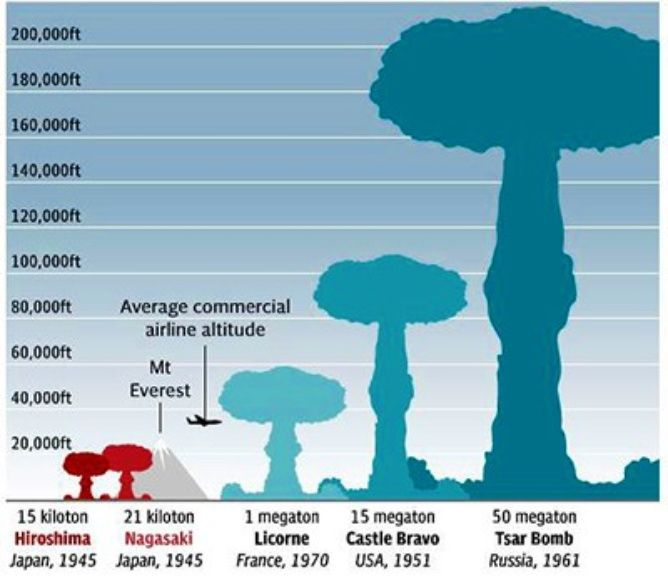 200,000ft
180,000ft
160,000ft
140,000ft
120,000ft
100,000ft
80,000ft
60,000ft
40,000ft
20,000ft
Average commercial
airline altitude
Mt
Everest
15 kiloton
Hiroshima
Japan, 1945
21 kiloton
Nagasaki
Japan, 1945
1 megaton
Licorne
France, 1970
15 megaton
Castle Bravo
USA, 1951
50 megaton
Tsar Bomb
Russia, 1961